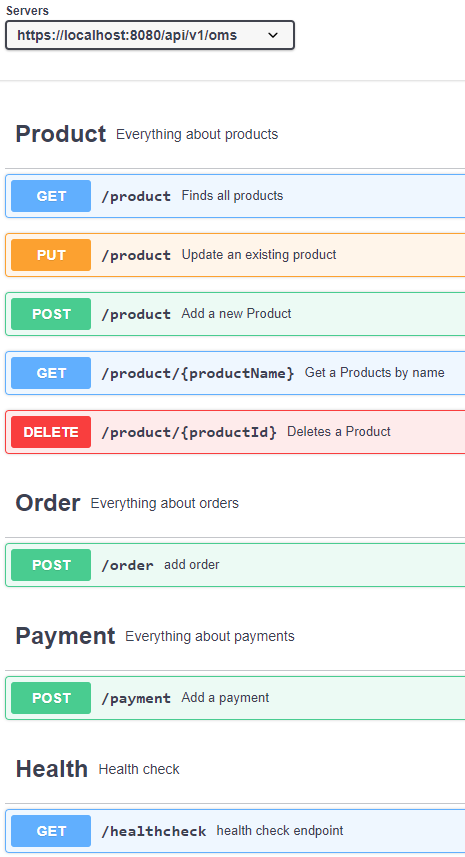 Servers
https://localhost:8080/api/v1/oms
Product Everything about products
GET /product Finds all products
PUT /product Update an existing product
POST /product Add a new Product
GET /product/{productName} Get a Products by name
DELETE /product/{productId} Deletes a Product
Order Everything about orders
POST /order add order
Payment Everything about payments
POST /payment Add a payment
Health Health check
GET /healthcheck health check endpoint